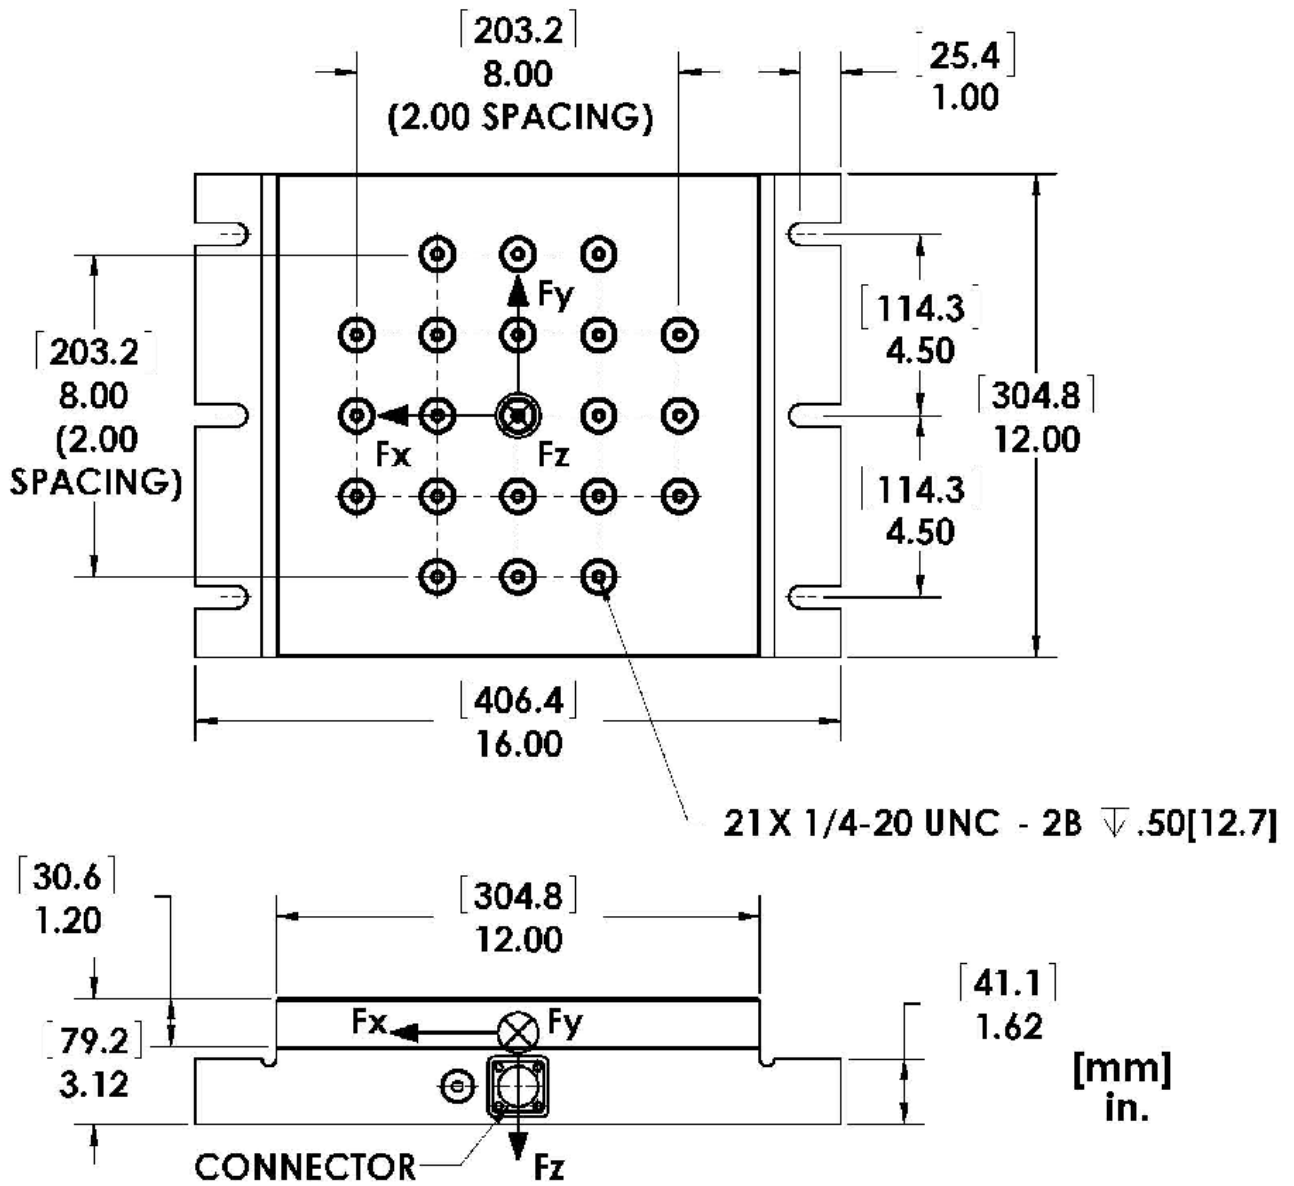 [203.2]
8.00
(2.00 SPACING)
[25.4]
1.00
Fy
[203.2]
8.00
(2.00
SPACING)
[114.3]
4.50
[304.8]
12.00
Fx
Fz
[114.3]
4.50
[406.4]
16.00
21X 1/4-20 UNC - 2B ↧ .50[12.7]
[30.6]
1.20
[304.8]
12.00
[41.1]
1.62
Fx
Fy
[79.2]
3.12
[mm]
in.
CONNECTOR
Fz